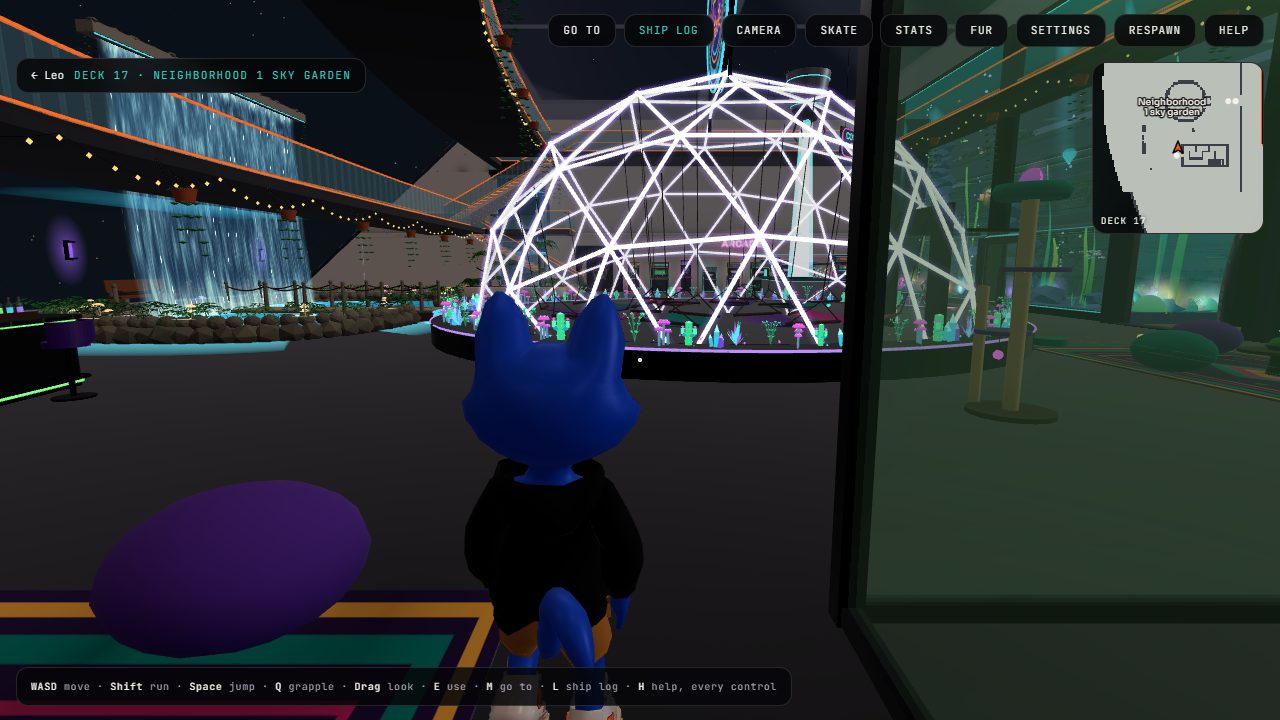 GO TO
SHIP LOG
CAMERA
SKATE
STATS
FUR
SETTINGS
RESPAWN
HELP
← Leo DECK 17 · NEIGHBORHOOD 1 SKY GARDEN
Neighborhood
1 sky garden
DECK 17
ARCADE
WASD move · Shift run · Space jump · Q grapple · Drag look · E use · M go to · L ship log · H help, every control